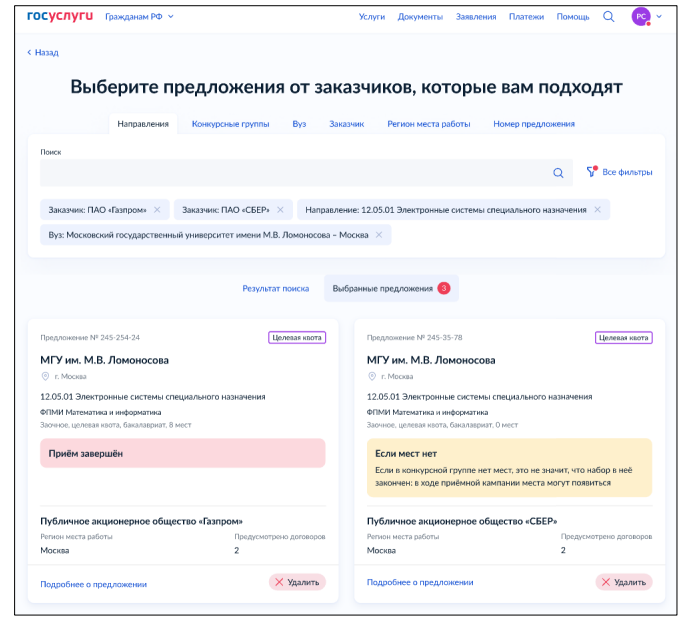 госуслуги Гражданам РФ Услуги Документы Заявления Платежи Помощь РС
Назад
Выберите предложения от заказчиков, которые вам подходят
Направления Конкурсные группы Вуз Заказчик Регион места работы Номер предложения
Поиск
Все фильтры
Заказчик: ПАО «Газпром» × Заказчик: ПАО «СБЕР» × Направление: 12.05.01 Электронные системы специального назначения ×
Вуз: Московский государственный университет имени М.В. Ломоносова – Москва ×
Результат поиска Выбранные предложения 3
Предложение № 245-254-24 Целевая квота
МГУ им. М.В. Ломоносова
г. Москва
12.05.01 Электронные системы специального назначения
ФПМИ Математика и информатика
Заочное, целевая квота, бакалавриат, 8 мест
Приём завершён
Публичное акционерное общество «Газпром»
Регион места работы Предусмотрено договоров
Москва 2
Подробнее о предложении × Удалить
Предложение № 245-35-78 Целевая квота
МГУ им. М.В. Ломоносова
г. Москва
12.05.01 Электронные системы специального назначения
ФПМИ Математика и информатика
Заочное, целевая квота, бакалавриат, 0 мест
Если мест нет
Если в конкурсной группе нет мест, это не значит, что набор в неё
закончен: в ходе приёмной кампании места могут появиться
Публичное акционерное общество «СБЕР»
Регион места работы Предусмотрено договоров
Москва 2
Подробнее о предложении × Удалить